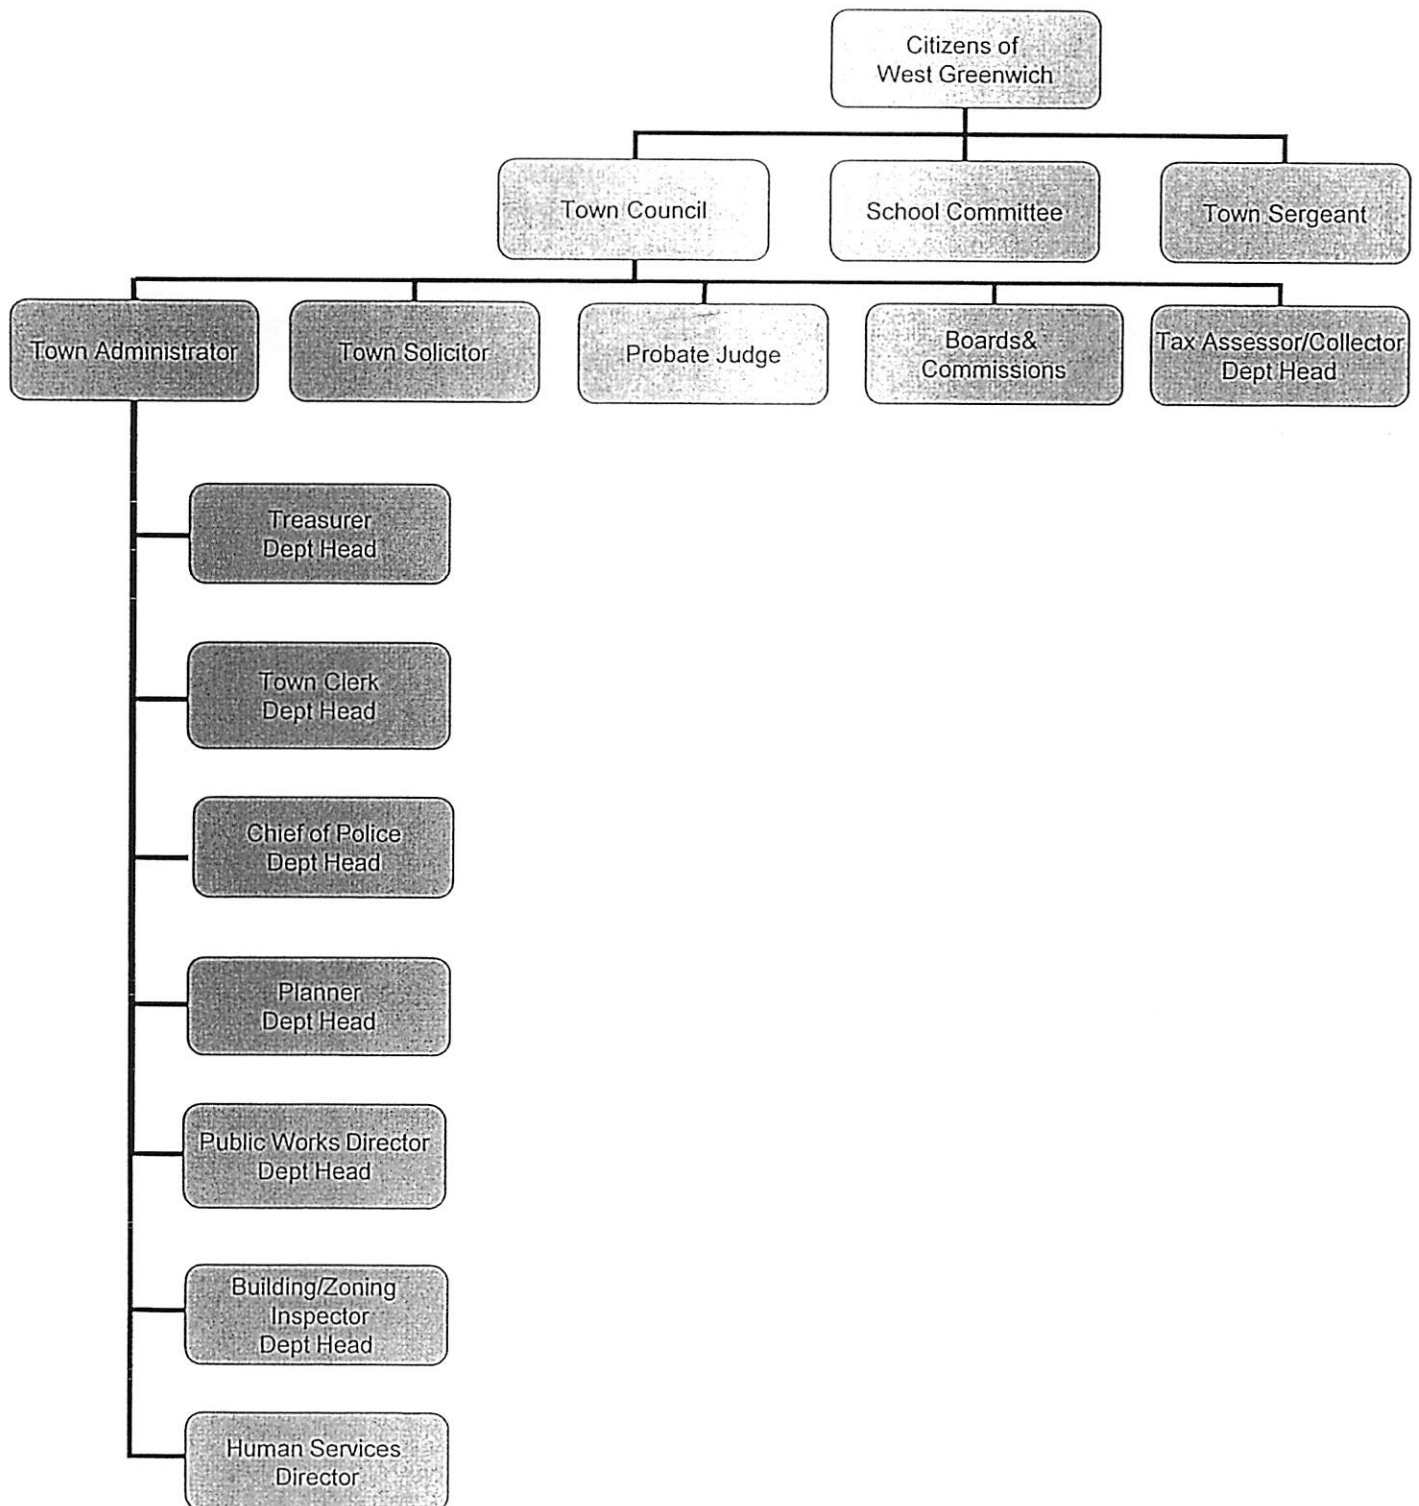 Citizens of
West Greenwich
Town Council
School Committee
Town Sergeant
Town Administrator
Town Solicitor
Probate Judge
Boards&
Commissions
Tax Assessor/Collector
Dept Head
Treasurer
Dept Head
Town Clerk
Dept Head
Chief of Police
Dept Head
Planner
Dept Head
Public Works Director
Dept Head
Building/Zoning
Inspector
Dept Head
Human Services
Director